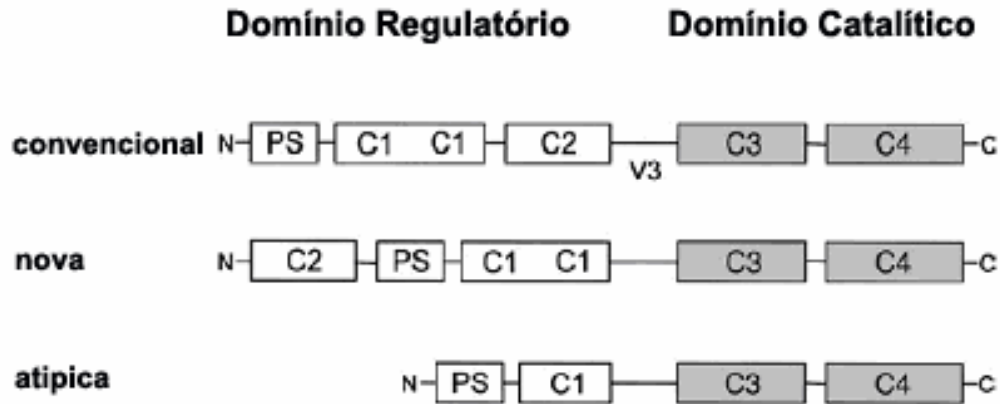 Domínio Regulatório Domínio Catalítico
convencional N PS C1 C1 C2 V3 C3 C4 C
nova N C2 PS C1 C1 C3 C4 C
atipica N PS C1 C3 C4 C